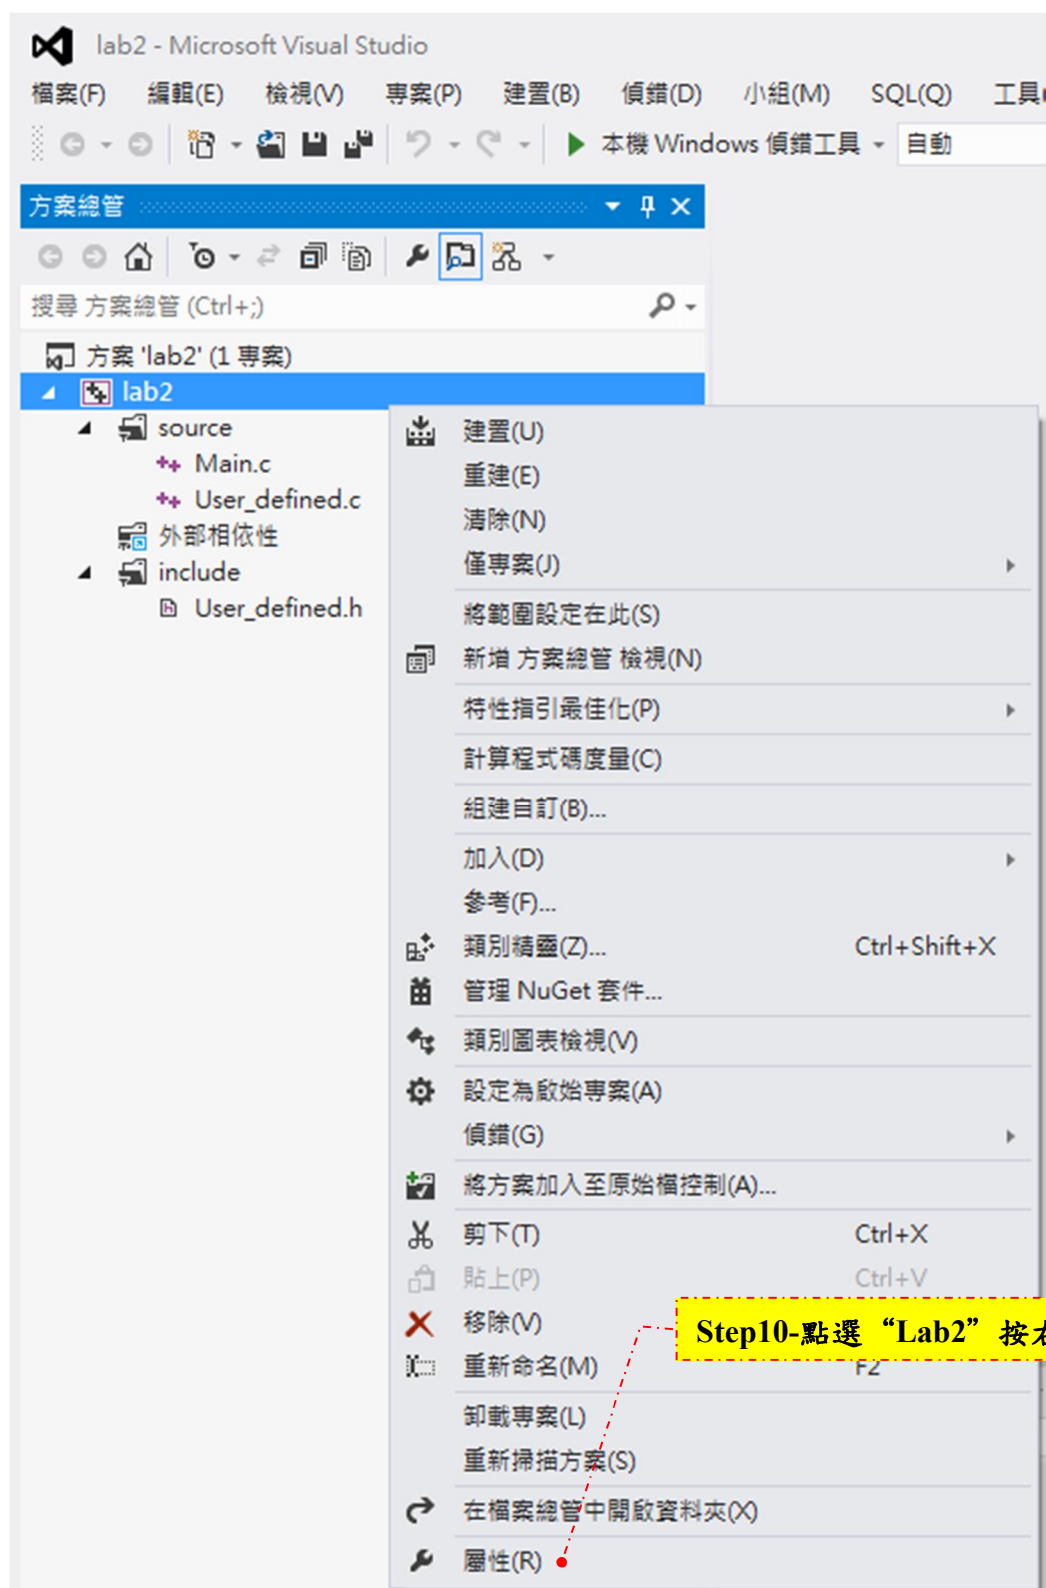 lab2 - Microsoft Visual Studio
檔案(F) 編輯(E) 檢視(V) 專案(P) 建置(B) 偵錯(D) 小組(M) SQL(Q) 工具
本機 Windows 偵錯工具 自動
方案總管
搜尋 方案總管 (Ctrl+;)
方案 'lab2' (1 專案)
lab2
source
Main.c
User_defined.c
外部相依性
include
User_defined.h
建置(U)
重建(E)
清除(N)
僅專案(J)
將範圍設定在此(S)
新增 方案總管 檢視(N)
特性指引最佳化(P)
計算程式碼度量(C)
組建自訂(B)...
加入(D)
參考(F)...
類別精靈(Z)... Ctrl+Shift+X
管理 NuGet 套件...
類別圖表檢視(V)
設定為啟始專案(A)
偵錯(G)
將方案加入至原始檔控制(A)...
剪下(T) Ctrl+X
貼上(P) Ctrl+V
移除(V)
Step10-點選“Lab2”按右
重新命名(M) F2
卸載專案(L)
重新掃描方案(S)
在檔案總管中開啟資料夾(X)
屬性(R)